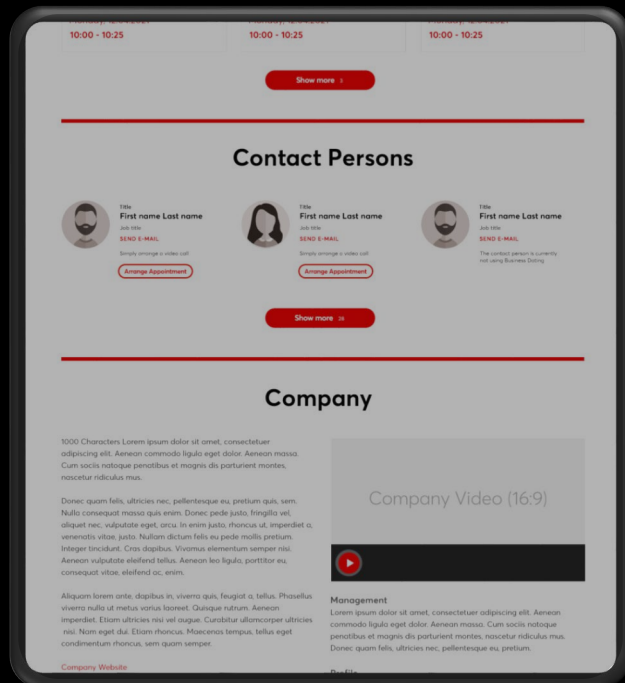 10:00 - 10:25
10:00 - 10:25
10:00 - 10:25
Show more 5
Contact Persons
Title
First name Last name
Job title
SEND E-MAIL
Simply arrange a video call
Arrange Appointment
Title
First name Last name
Job title
SEND E-MAIL
Simply arrange a video call
Arrange Appointment
Title
First name Last name
Job title
SEND E-MAIL
The contact person is currently
not using Business Dating
Show more 28
Company
1000 Characters Lorem ipsum dolor sit amet, consectetuer
adipiscing elit. Aenean commodo ligula eget dolor. Aenean massa.
Cum sociis natoque penatibus et magnis dis parturient montes,
nascetur ridiculus mus.
Donec quam felis, ultricies nec, pellentesque eu, pretium quis, sem.
Nulla consequat massa quis enim. Donec pede justo, fringilla vel,
aliquet nec, vulputate eget, arcu. In enim justo, rhoncus ut, imperdiet a,
venenatis vitae, justo. Nullam dictum felis eu pede mollis pretium.
Integer tincidunt. Cras dapibus. Vivamus elementum semper nisi.
Aenean vulputate eleifend tellus. Aenean leo ligula, porttitor eu,
consequat vitae, eleifend ac, enim.
Aliquam lorem ante, dapibus in, viverra quis, feugiat a, tellus. Phasellus
viverra nulla ut metus varius laoreet. Quisque rutrum. Aenean
imperdiet. Etiam ultricies nisi vel augue. Curabitur ullamcorper ultricies
nisi. Nam eget dui. Etiam rhoncus. Maecenas tempus, tellus eget
condimentum rhoncus, sem quam semper.
Company Website
Company Video (16:9)
Management
Lorem ipsum dolor sit amet, consectetuer adipiscing elit. Aenean
commodo ligula eget dolor. Aenean massa. Cum sociis natoque
penatibus et magnis dis parturient montes, nascetur ridiculus mus.
Donec quam felis, ultricies nec, pellentesque eu, pretium.